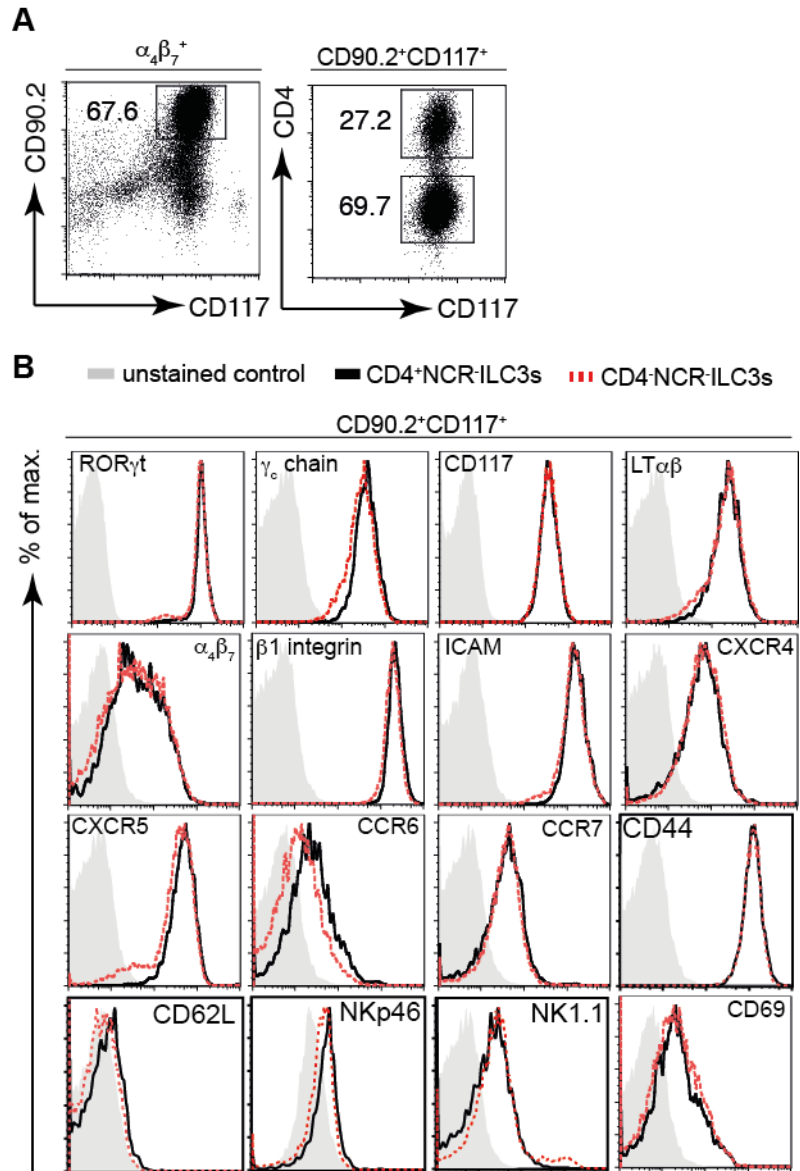 A
α₄β₇⁺
CD90.2⁺CD117⁺
CD90.2
67.6
CD117
CD4
27.2
69.7
CD117
B
unstained control CD4⁺NCR⁻ILC3s CD4⁻NCR⁻ILC3s
CD90.2⁺CD117⁺
% of max.
RORγt γc chain CD117 LTαβ
α₄β₇ β1 integrin ICAM CXCR4
CXCR5 CCR6 CCR7 CD44
CD62L NKp46 NK1.1 CD69